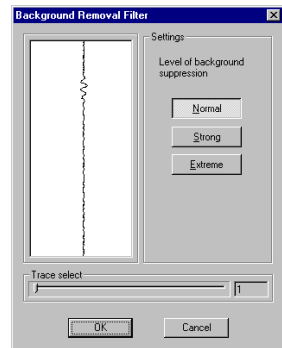 Background Removal Filter
Settings
Level of background
suppression
Normal
Strong
Extreme
Trace select
1
OK
Cancel